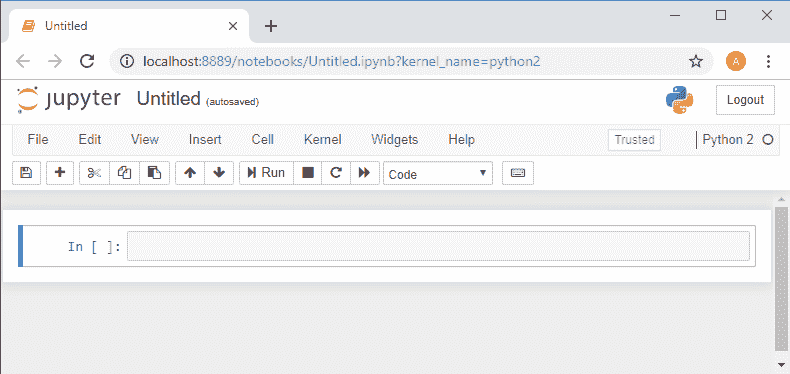 Untitled
localhost:8889/notebooks/Untitled.ipynb?kernel_name=python2
A
jupyter Untitled (autosaved)
Logout
File Edit View Insert Cell Kernel Widgets Help Trusted Python 2
Run Code
In [ ]: